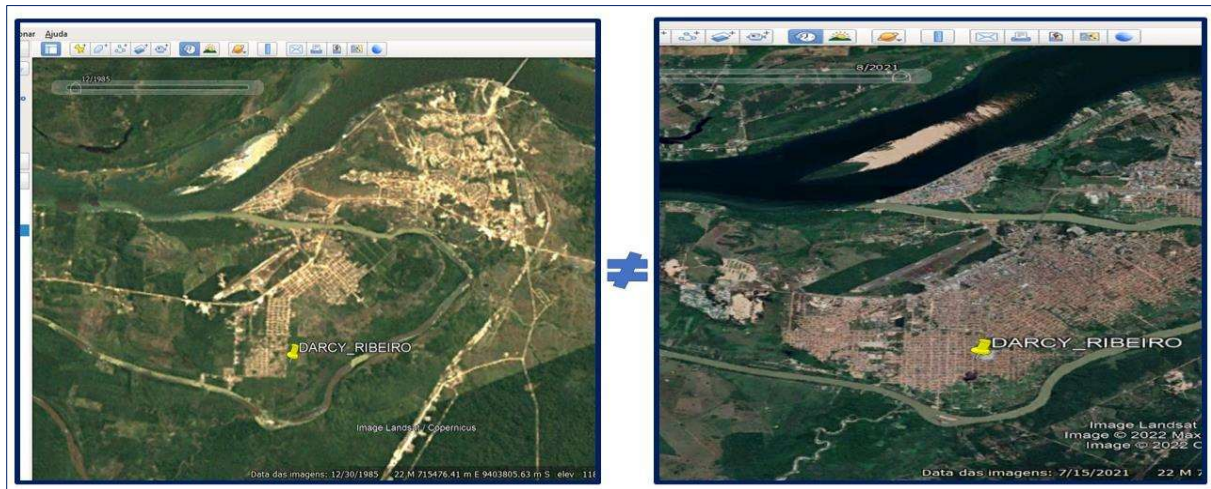 onar Ajuda
12/1985
DARCY_RIBEIRO
Image Landsat / Copernicus
Data das imagens: 12/30/1985 22 M 715476.41 m E 9403805.63 m S elev 118
8/2021
DARCY_RIBEIRO
Image Landsat
Image © 2022 Max
Image © 2022 C
Data das imagens: 7/15/2021 22 M 7
≠